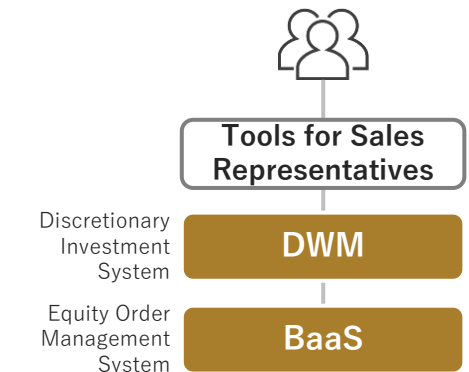 Tools for Sales
Representatives
Discretionary
Investment
System
DWM
Equity Order
Management
System
BaaS